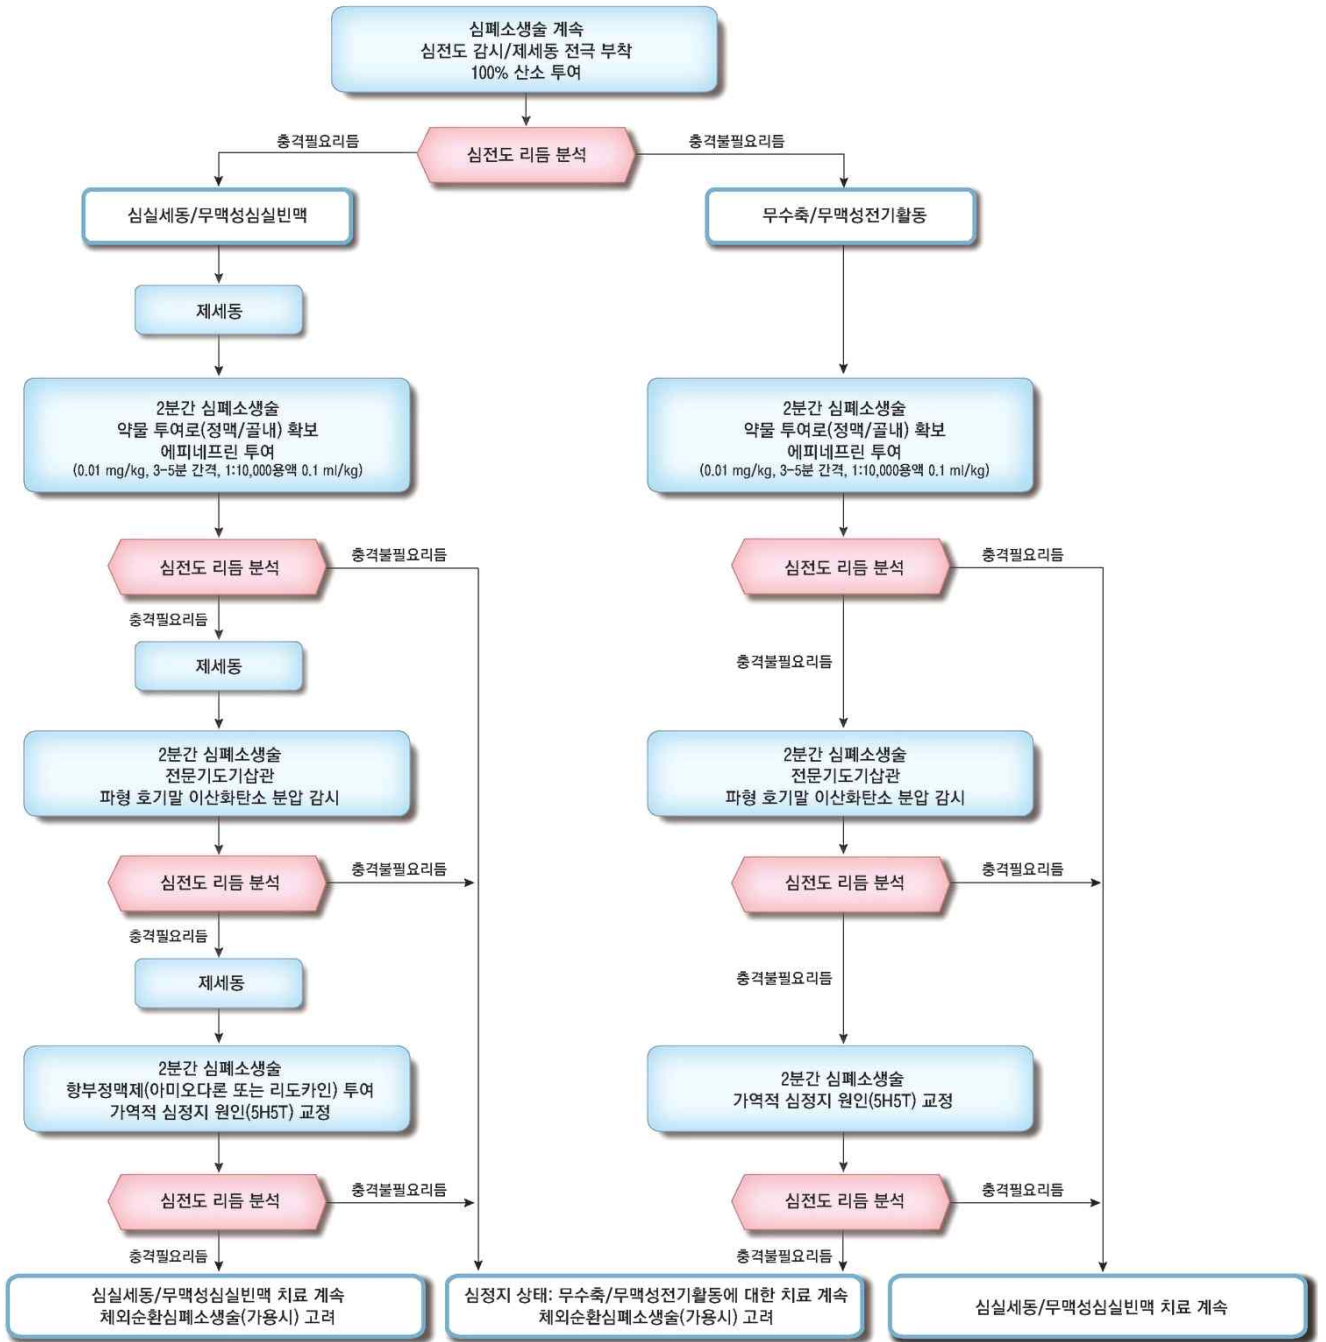 심폐소생술 계속
심전도 감시/제세동 전극 부착
100% 산소 투여
충격필요리듬
심전도 리듬 분석
충격불필요리듬
심실세동/무맥성심실빈맥
무수축/무맥성전기활동
제세동
2분간 심폐소생술
약물 투여로(정맥/골내) 확보
에피네프린 투여
(0.01 mg/kg, 3-5분 간격, 1:10,000용액 0.1 ml/kg)
2분간 심폐소생술
약물 투여로(정맥/골내) 확보
에피네프린 투여
(0.01 mg/kg, 3-5분 간격, 1:10,000용액 0.1 ml/kg)
심전도 리듬 분석
충격불필요리듬
심전도 리듬 분석
충격필요리듬
충격필요리듬
제세동
충격불필요리듬
2분간 심폐소생술
전문기도기삽관
파형 호기말 이산화탄소 분압 감시
2분간 심폐소생술
전문기도기삽관
파형 호기말 이산화탄소 분압 감시
심전도 리듬 분석
충격불필요리듬
심전도 리듬 분석
충격필요리듬
충격필요리듬
제세동
충격불필요리듬
2분간 심폐소생술
항부정맥제(아미오다론 또는 리도카인) 투여
가역적 심정지 원인(5H5T) 교정
2분간 심폐소생술
가역적 심정지 원인(5H5T) 교정
심전도 리듬 분석
충격불필요리듬
심전도 리듬 분석
충격필요리듬
충격필요리듬
충격불필요리듬
심실세동/무맥성심실빈맥 치료 계속
체외순환심폐소생술(가용시) 고려
심정지 상태: 무수축/무맥성전기활동에 대한 치료 계속
체외순환심폐소생술(가용시) 고려
심실세동/무맥성심실빈맥 치료 계속